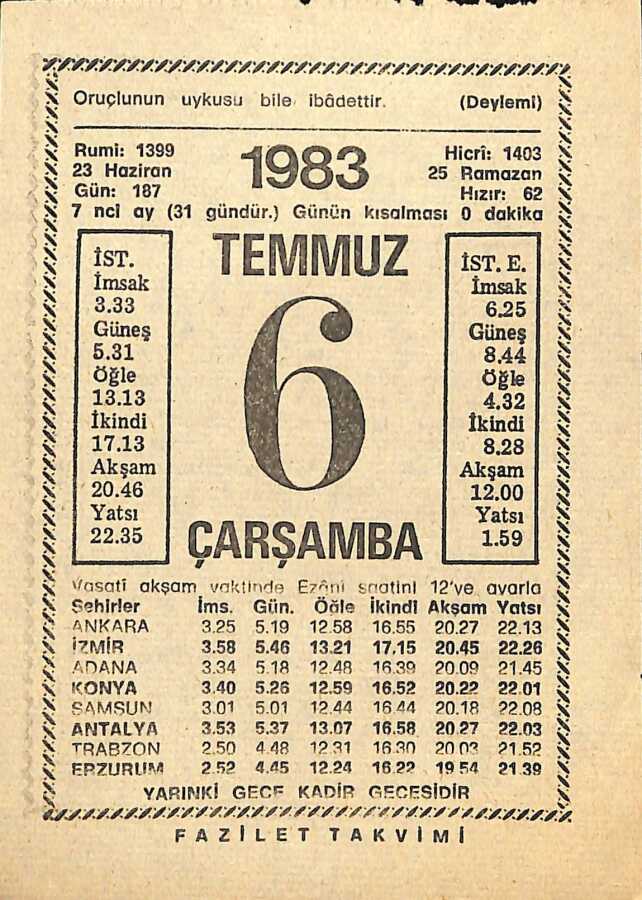 Oruçlunun uykusu bile ibâdettir. (Deylemî)
Rumi: 1399
23 Haziran
Gün: 187
1983
Hicrî: 1403
25 Ramazan
Hızır: 62
7 nci ay (31 gündür.) Günün kısalması 0 dakika
İST.
İmsak
3.33
Güneş
5.31
Öğle
13.13
İkindi
17.13
Akşam
20.46
Yatsı
22.35
TEMMUZ
6
ÇARŞAMBA
İST. E.
İmsak
6.25
Güneş
8.44
Öğle
4.32
İkindi
8.28
Akşam
12.00
Yatsı
1.59
Vasatî akşam vaktinde Ezânî saatini 12've avarla
Şehirler İms. Gün. Öğle İkindi Akşam Yatsı
ANKARA 3.25 5.19 12.58 16.55 20.27 22.13
İZMİR 3.58 5.46 13.21 17.15 20.45 22.26
ADANA 3.34 5.18 12.48 16.39 20.09 21.45
KONYA 3.40 5.26 12.59 16.52 20.22 22.01
SAMSUN 3.01 5.01 12.44 16.44 20.18 22.08
ANTALYA 3.53 5.37 13.07 16.58 20.27 22.03
TRABZON 2.50 4.48 12.31 16.30 20.03 21.52
ERZURUM 2.52 4.45 12.24 16.22 19.54 21.39
YARINKİ GECE KADİR GECESİDİR
FAZİLET TAKVİMİ